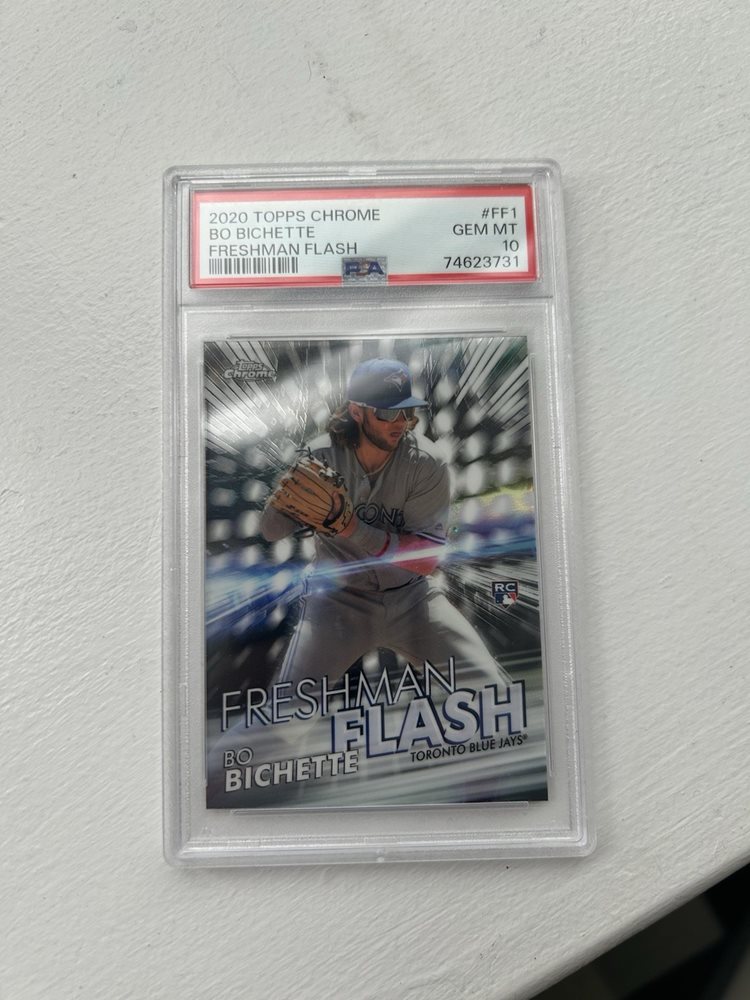 2020 TOPPS CHROME #FF1
BO BICHETTE GEM MT
FRESHMAN FLASH 10
PSA 74623731
Topps
Chrome
RC
FRESHMAN
FLASH
BO
BICHETTE
TORONTO BLUE JAYS®